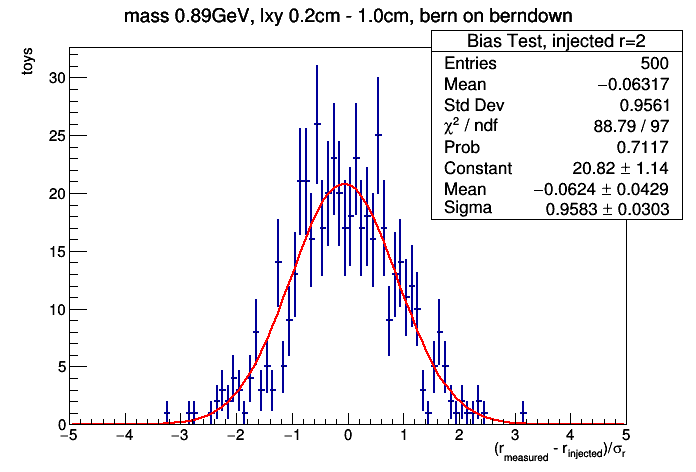 mass 0.89GeV, lxy 0.2cm - 1.0cm, bern on berndown
toys
Bias Test, injected r=2
Entries 500
Mean −0.06317
Std Dev 0.9561
χ² / ndf 88.79 / 97
Prob 0.7117
Constant 20.82 ± 1.14
Mean −0.0624 ± 0.0429
Sigma 0.9583 ± 0.0303
30
25
20
15
10
5
0
−5 −4 −3 −2 −1 0 1 2 3 4 5
(r_measured - r_injected)/σ_r